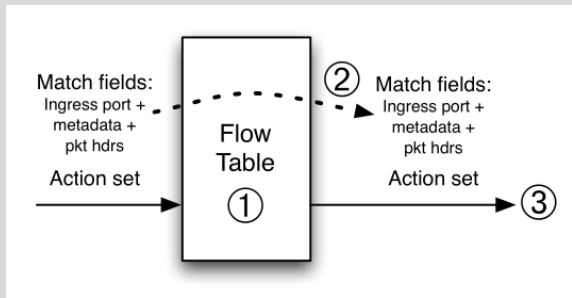 Match fields:
Ingress port +
metadata +
pkt hdrs
Action set
Flow
Table
①
②
Match fields:
Ingress port +
metadata +
pkt hdrs
Action set
③